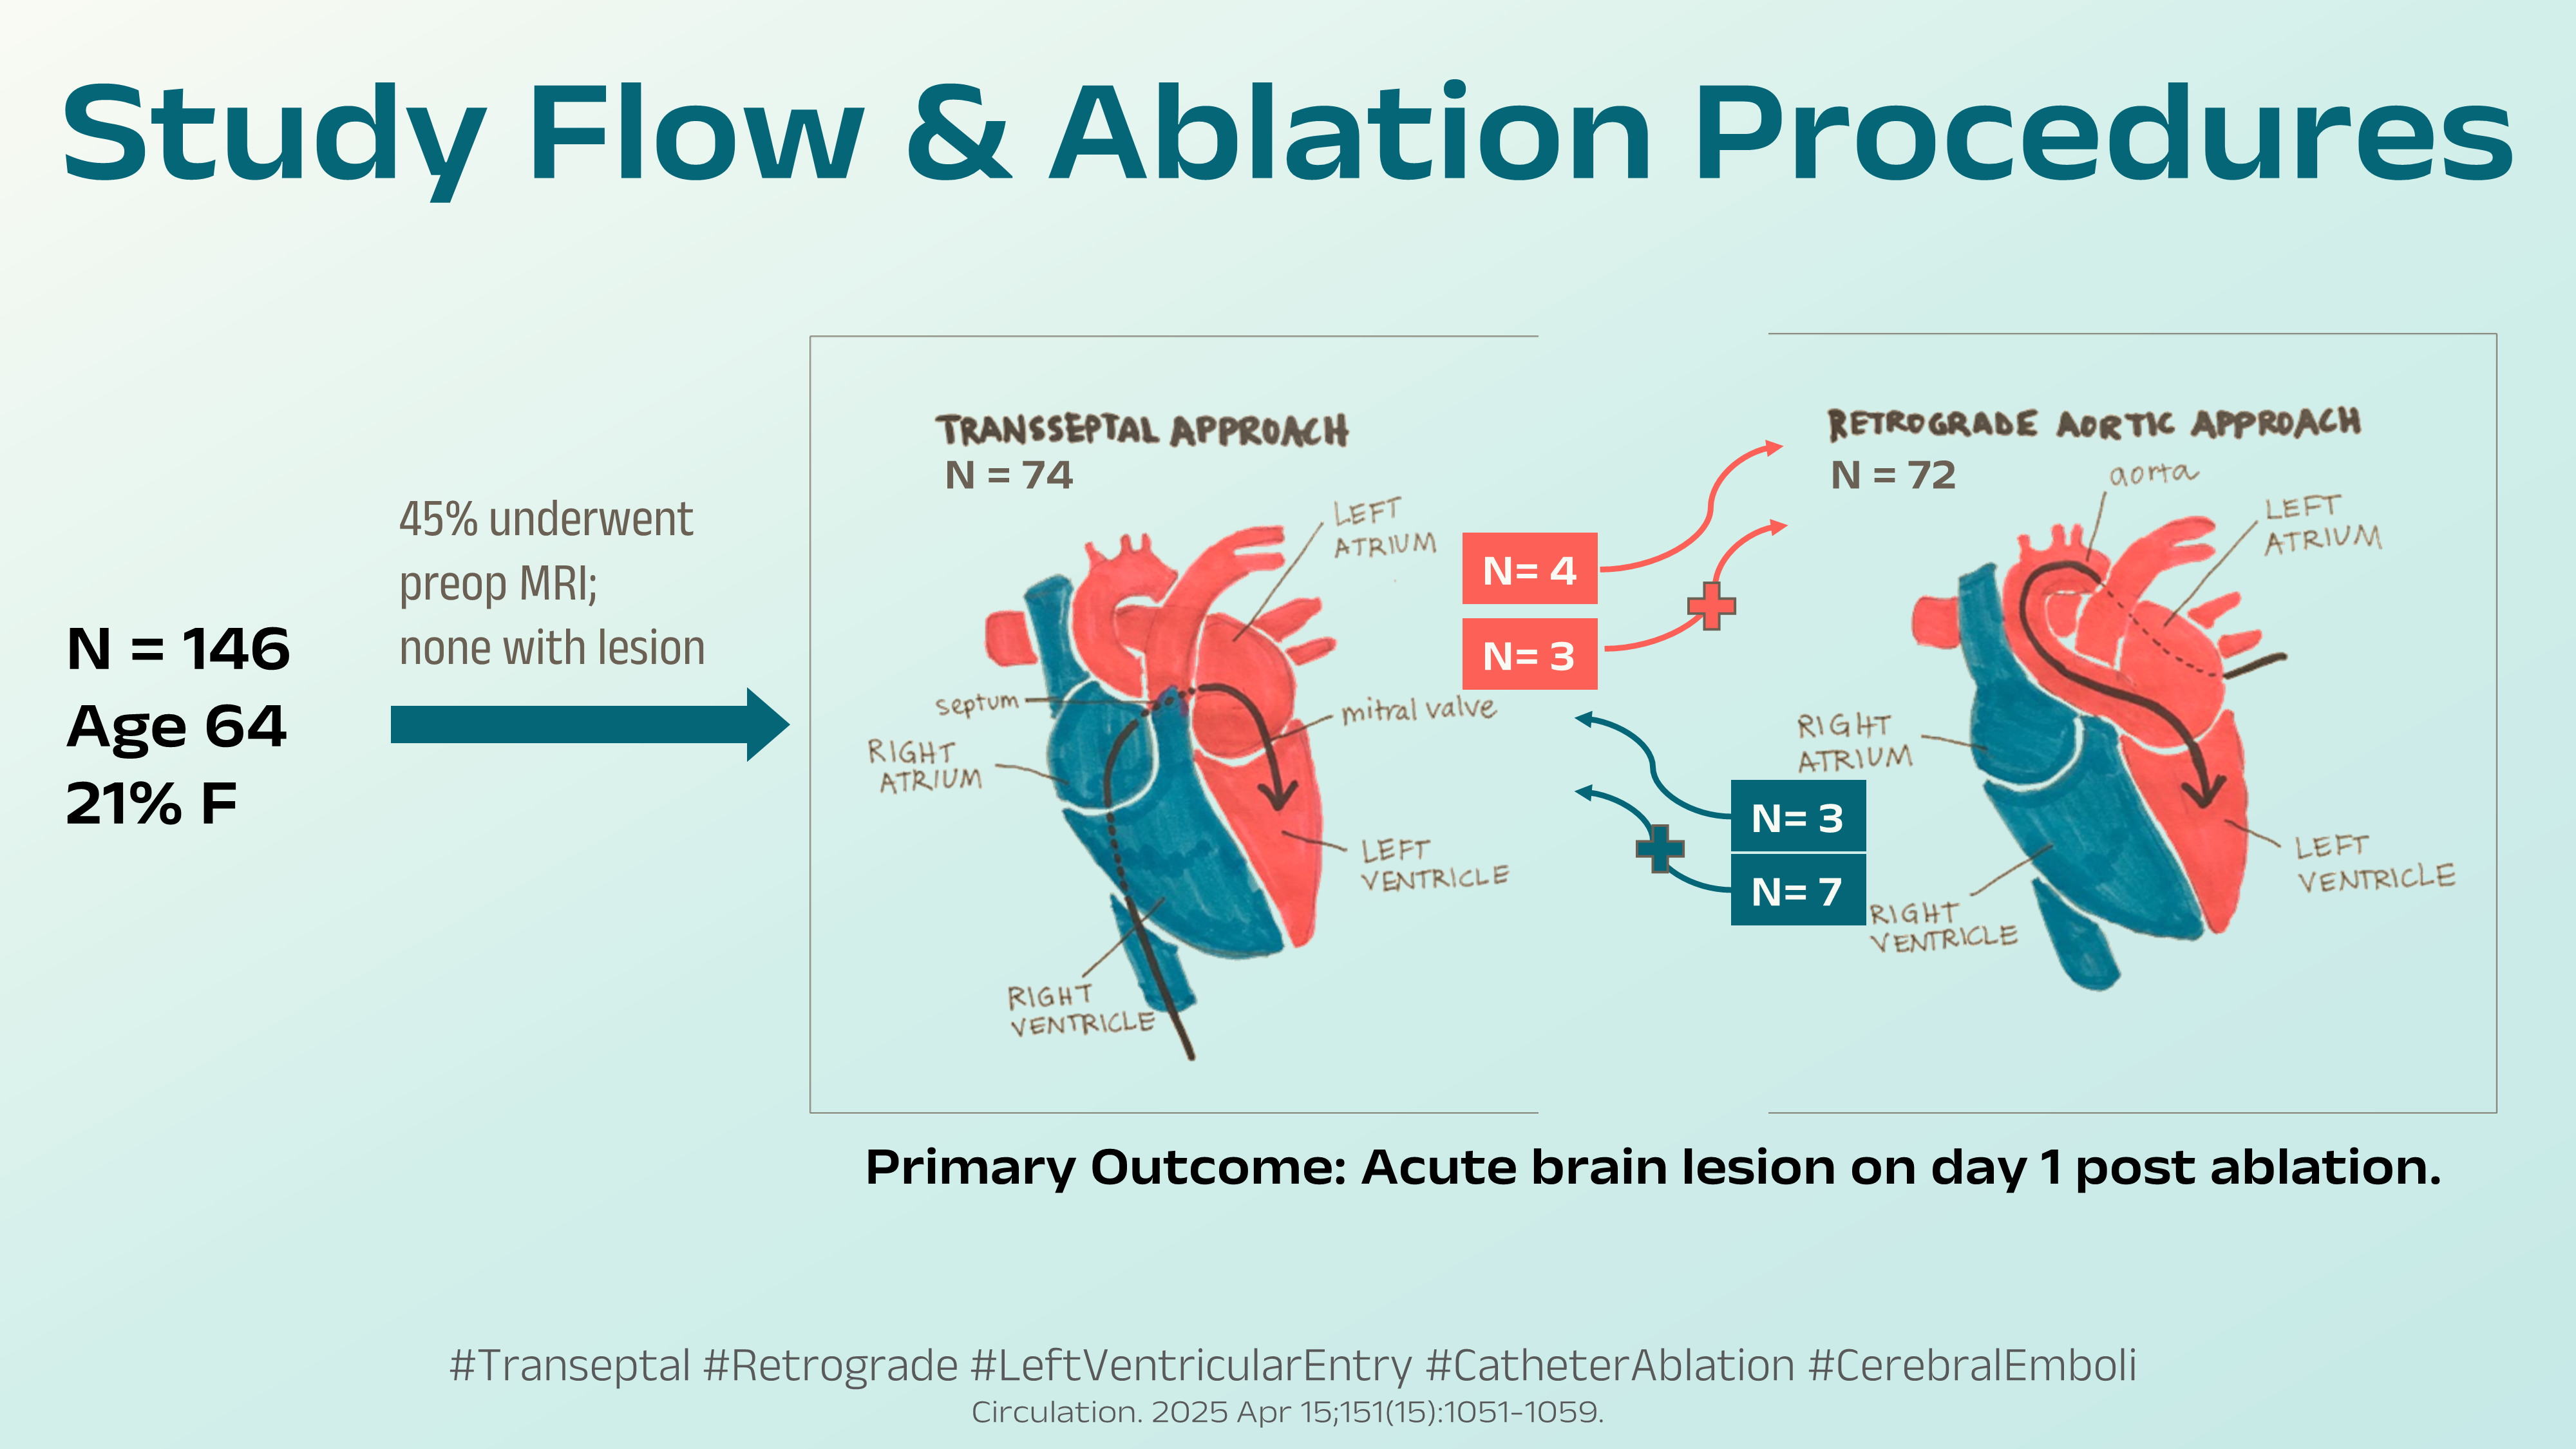 Study Flow & Ablation Procedures
N = 146
Age 64
21% F
45% underwent
preop MRI;
none with lesion
TRANSSEPTAL APPROACH
N = 74
LEFT
ATRIUM
septum
mitral valve
RIGHT
ATRIUM
LEFT
VENTRICLE
RIGHT
VENTRICLE
N= 4
N= 3
N= 3
N= 7
RETROGRADE AORTIC APPROACH
N = 72
aorta
LEFT
ATRIUM
RIGHT
ATRIUM
LEFT
VENTRICLE
RIGHT
VENTRICLE
Primary Outcome: Acute brain lesion on day 1 post ablation.
#Transeptal #Retrograde #LeftVentricularEntry #CatheterAblation #CerebralEmboli
Circulation. 2025 Apr 15;151(15):1051-1059.